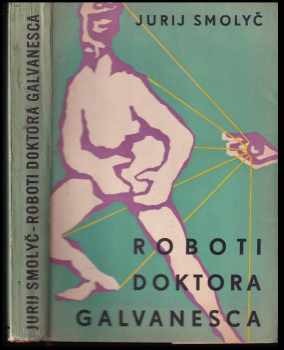 JURIJ SMOLYČ-ROBOTI DOKTORA GALVANESCA
JURIJ SMOLYČ
ROBOTI
DOKTORA
GALVANESCA